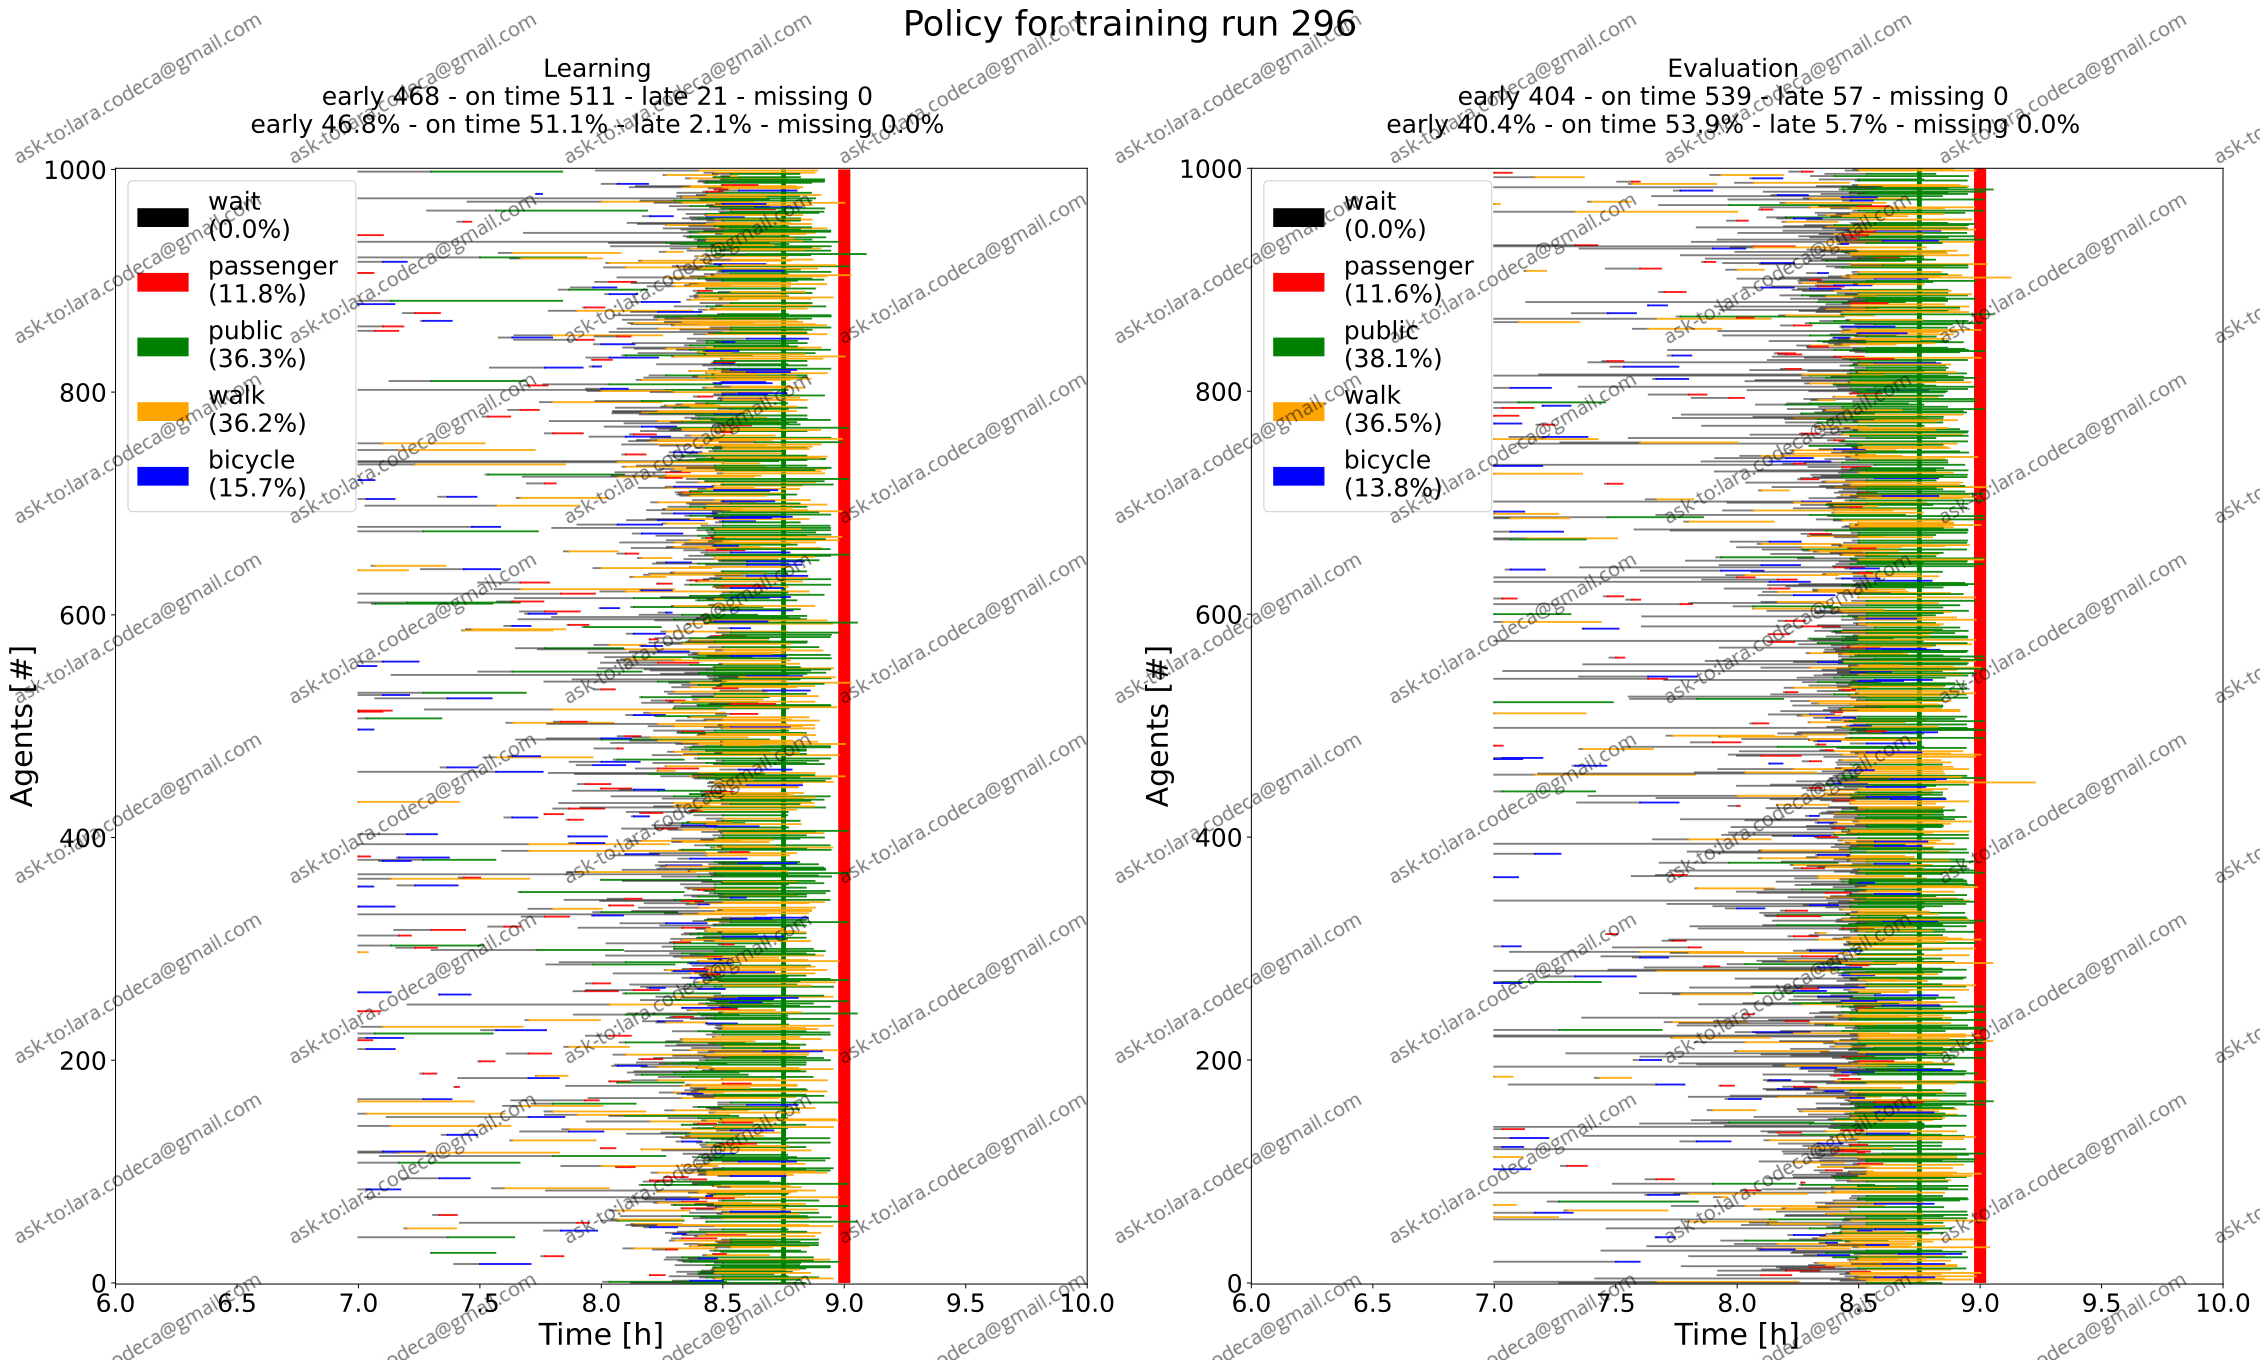 Policy for training run 296
Learning
early 468 - on time 511 - late 21 - missing 0
early 46.8% - on time 51.1% - late 2.1% - missing 0.0%
1000
800
600
400
200
0
Agents [#]
wait
(0.0%)
passenger
(11.8%)
public
(36.3%)
walk
(36.2%)
bicycle
(15.7%)
6.0 6.5 7.0 7.5 8.0 8.5 9.0 9.5 10.0
Time [h]
Evaluation
early 404 - on time 539 - late 57 - missing 0
early 40.4% - on time 53.9% - late 5.7% - missing 0.0%
1000
800
600
400
200
0
Agents [#]
wait
(0.0%)
passenger
(11.6%)
public
(38.1%)
walk
(36.5%)
bicycle
(13.8%)
6.0 6.5 7.0 7.5 8.0 8.5 9.0 9.5 10.0
Time [h]
ask-to:lara.codeca@gmail.com